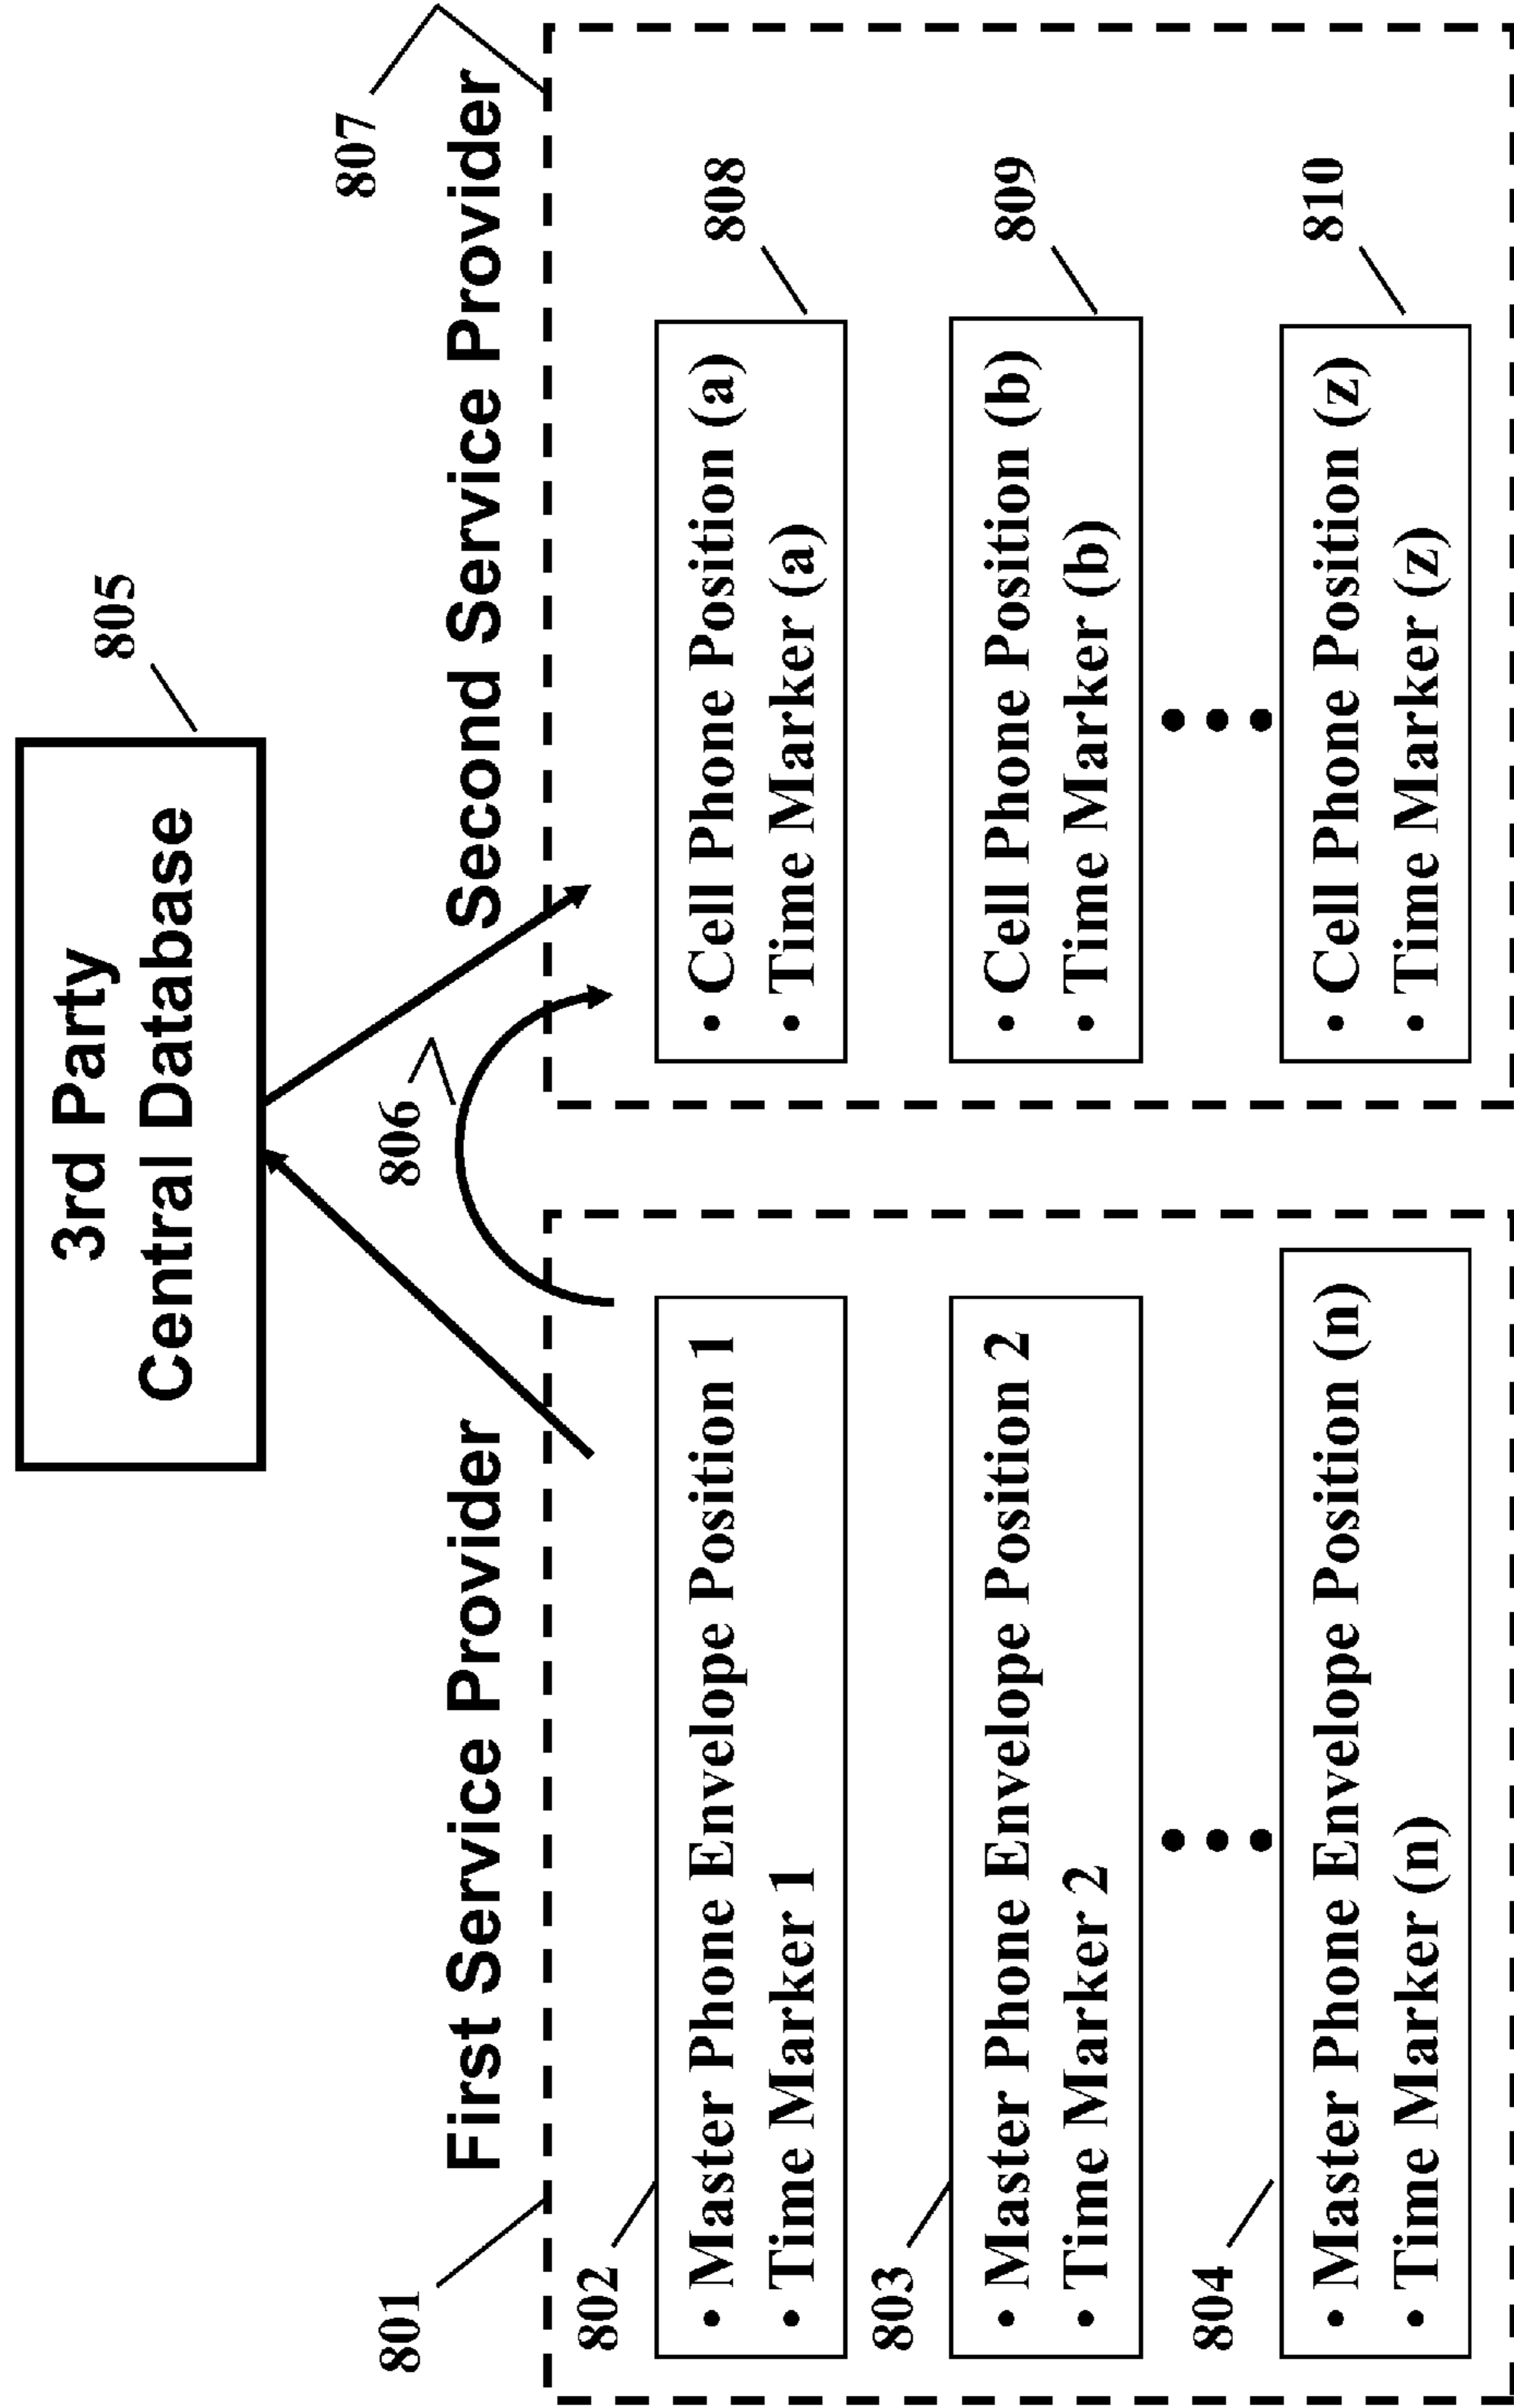 3rd Party
Central Database
805
First Service Provider
Second Service Provider
801
806
807
802
• Master Phone Envelope Position 1
• Time Marker 1
803
• Master Phone Envelope Position 2
• Time Marker 2
804
• Master Phone Envelope Position (n)
• Time Marker (n)
808
• Cell Phone Position (a)
• Time Marker (a)
809
• Cell Phone Position (b)
• Time Marker (b)
810
• Cell Phone Position (z)
• Time Marker (z)